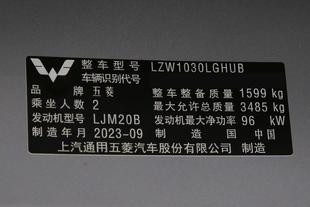 整车型号 LZW1030LGHUB
车辆识别代号
品牌 五菱 整车整备质量 1599 kg
乘坐人数 2 最大允许总质量 3485 kg
发动机型号 LJM20B 发动机最大净功率 96 kW
制造年月 2023-09 制造国 中国
上汽通用五菱汽车股份有限公司 制造